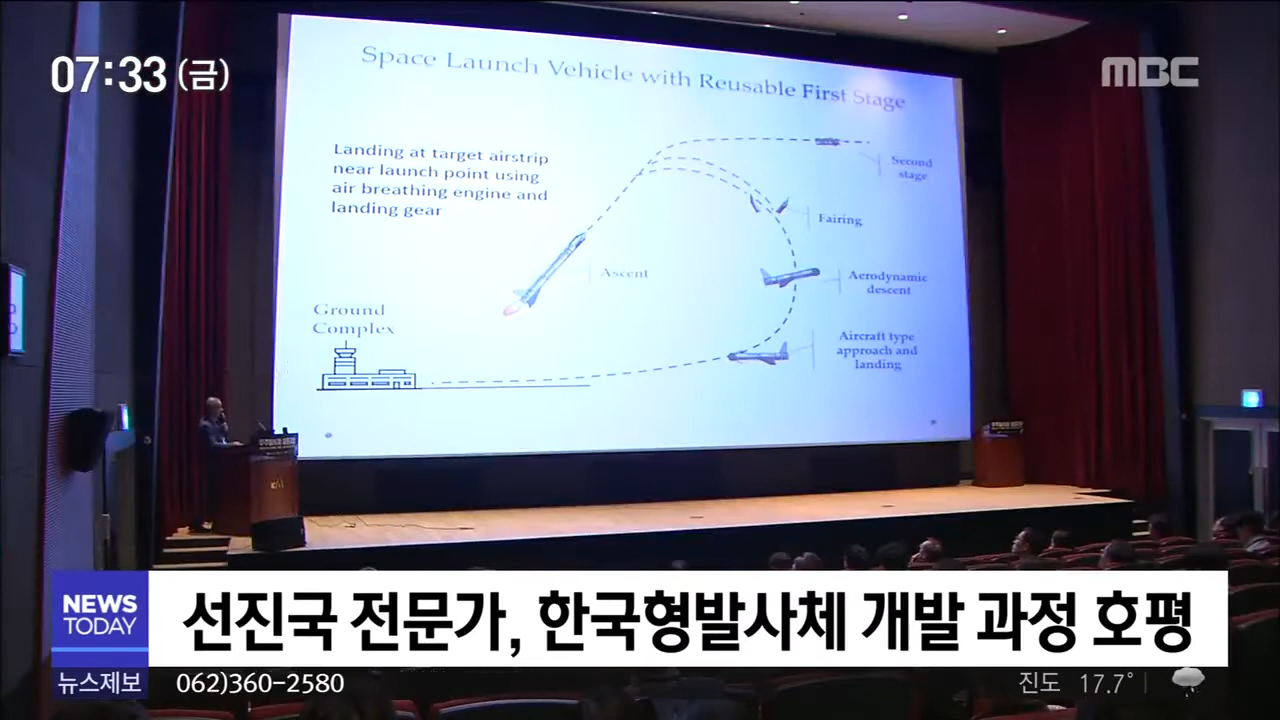 07:33 (금)
MBC
Space Launch Vehicle with Reusable First Stage
Landing at target airstrip
near launch point using
air breathing engine and
landing gear
Second
stage
Fairing
Ascent
Aerodynamic
descent
Ground
Complex
Aircraft type
approach and
landing
NEWS
TODAY
선진국 전문가, 한국형발사체 개발 과정 호평
뉴스제보
062)360-2580
진도 17.7°